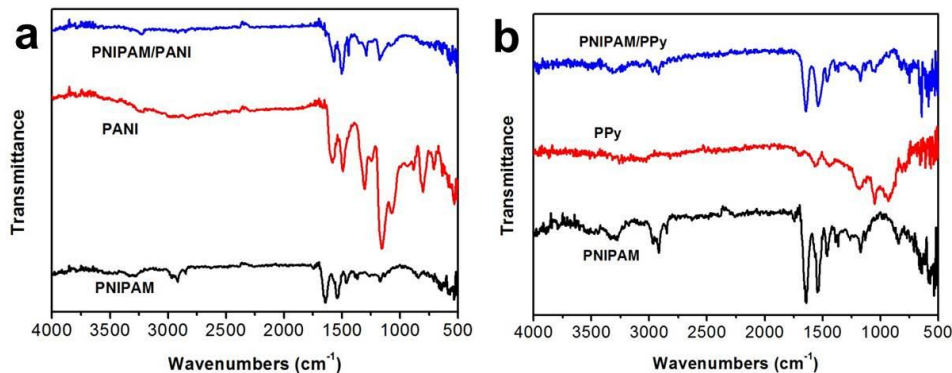 a
PNIPAM/PANI
PANI
PNIPAM
Transmittance
4000 3500 3000 2500 2000 1500 1000 500
Wavenumbers (cm⁻¹)
b
PNIPAM/PPy
PPy
PNIPAM
Transmittance
4000 3500 3000 2500 2000 1500 1000 500
Wavenumbers (cm⁻¹)